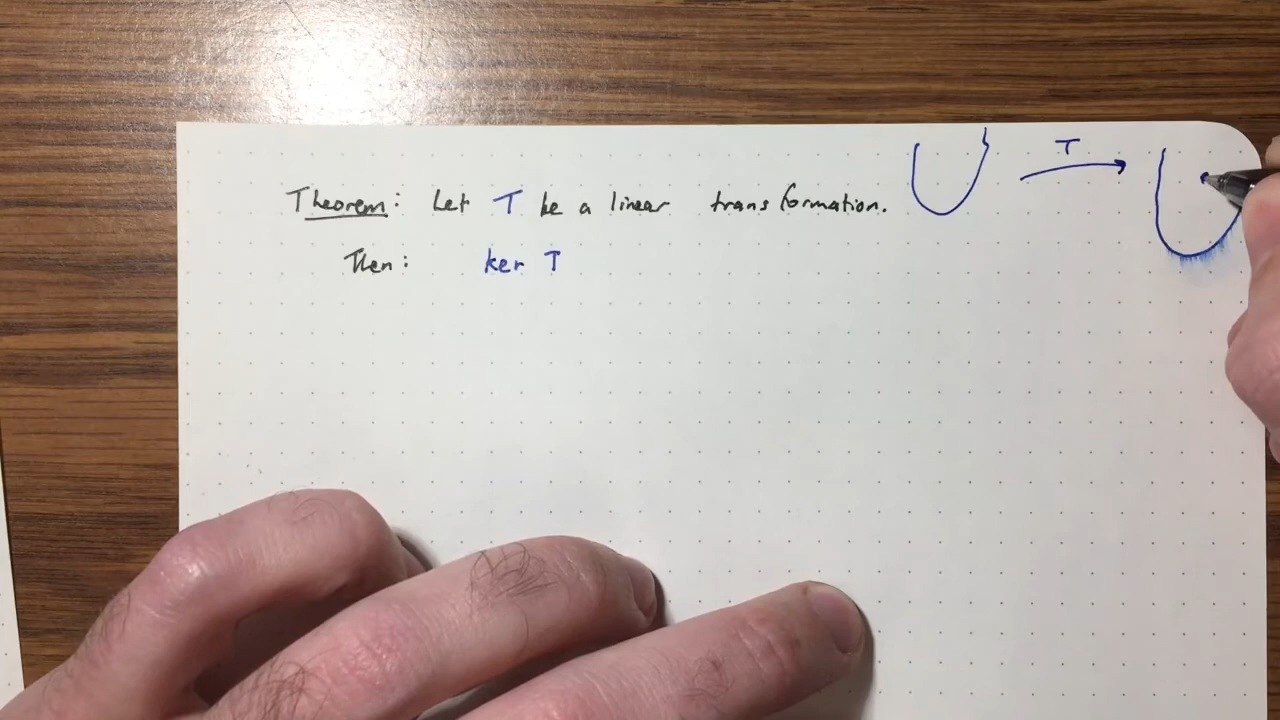 Theorem: Let T be a linear transformation.
T
Then: ker T